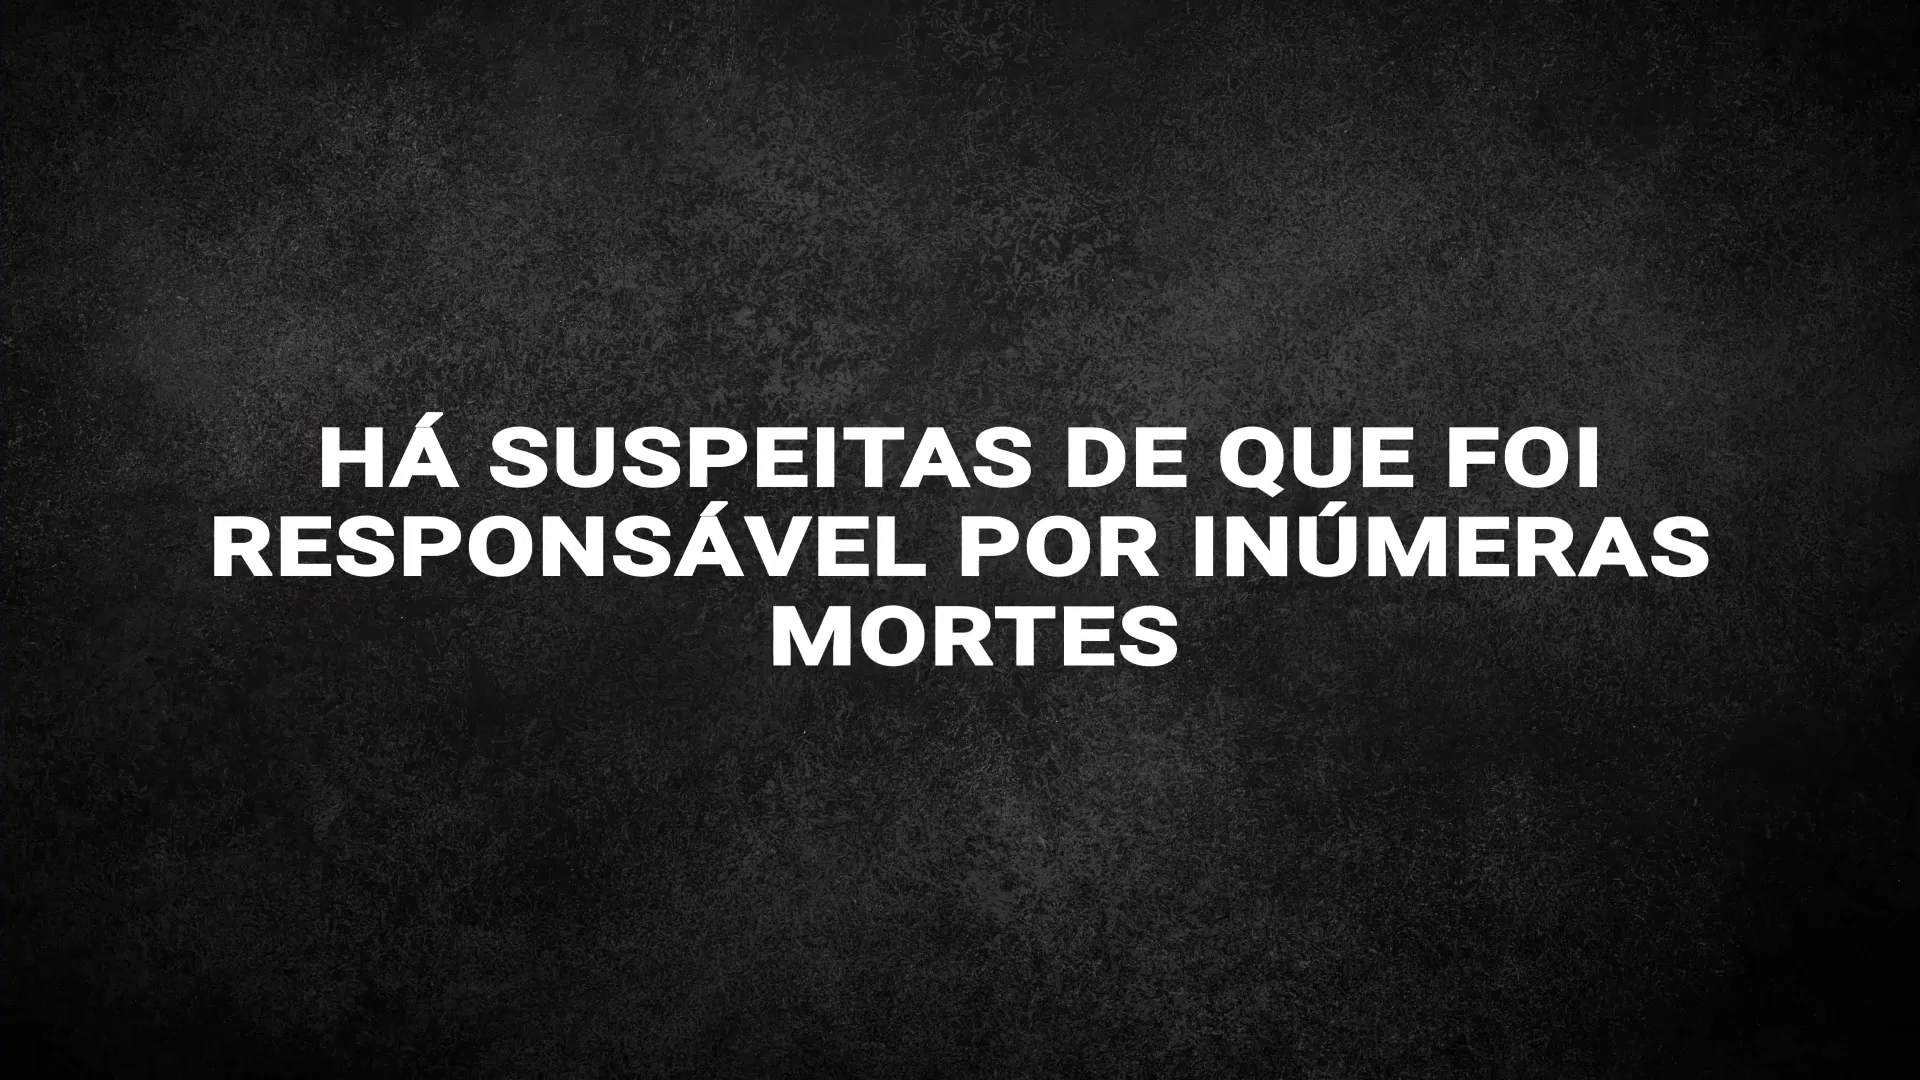 HÁ SUSPEITAS DE QUE FOI
RESPONSÁVEL POR INÚMERAS
MORTES